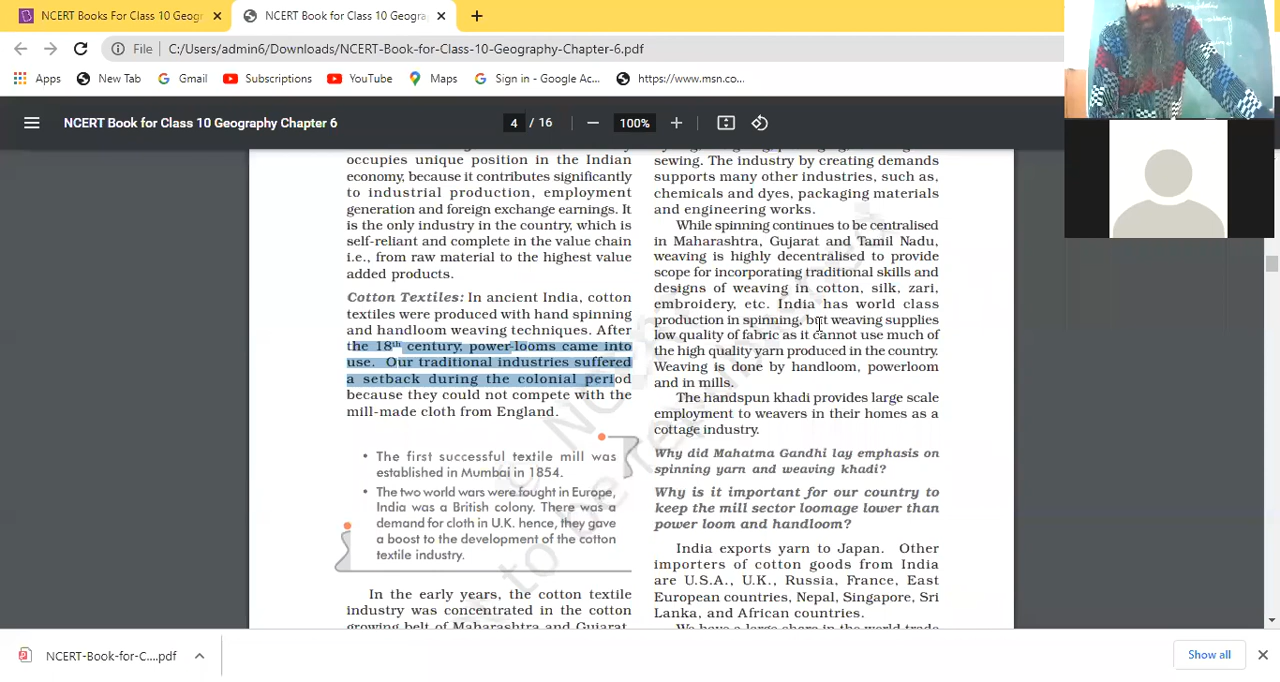 NCERT Books For Class 10 Geogr
NCERT Book for Class 10 Geogra
File
C:/Users/admin6/Downloads/NCERT-Book-for-Class-10-Geography-Chapter-6.pdf
Apps
New Tab
Gmail
Subscriptions
YouTube
Maps
Sign in - Google Ac...
https://www.msn.co...
NCERT Book for Class 10 Geography Chapter 6
4 / 16
100%
occupies unique position in the Indian
economy, because it contributes significantly
to industrial production, employment
generation and foreign exchange earnings. It
is the only industry in the country, which is
self-reliant and complete in the value chain
i.e., from raw material to the highest value
added products.
Cotton Textiles: In ancient India, cotton
textiles were produced with hand spinning
and handloom weaving techniques. After
the 18th century, power-looms came into
use. Our traditional industries suffered
a setback during the colonial period
because they could not compete with the
mill-made cloth from England.
• The first successful textile mill was
established in Mumbai in 1854.
• The two world wars were fought in Europe,
India was a British colony. There was a
demand for cloth in U.K. hence, they gave
a boost to the development of the cotton
textile industry.
In the early years, the cotton textile
industry was concentrated in the cotton
growing belt of Maharashtra and Gujarat.
sewing. The industry by creating demands
supports many other industries, such as,
chemicals and dyes, packaging materials
and engineering works.
While spinning continues to be centralised
in Maharashtra, Gujarat and Tamil Nadu,
weaving is highly decentralised to provide
scope for incorporating traditional skills and
designs of weaving in cotton, silk, zari,
embroidery, etc. India has world class
production in spinning, but weaving supplies
low quality of fabric as it cannot use much of
the high quality yarn produced in the country.
Weaving is done by handloom, powerloom
and in mills.
The handspun khadi provides large scale
employment to weavers in their homes as a
cottage industry.
Why did Mahatma Gandhi lay emphasis on
spinning yarn and weaving khadi?
Why is it important for our country to
keep the mill sector loomage lower than
power loom and handloom?
India exports yarn to Japan. Other
importers of cotton goods from India
are U.S.A., U.K., Russia, France, East
European countries, Nepal, Singapore, Sri
Lanka, and African countries.
We have a large share in the world trade
NCERT-Book-for-C....pdf
Show all